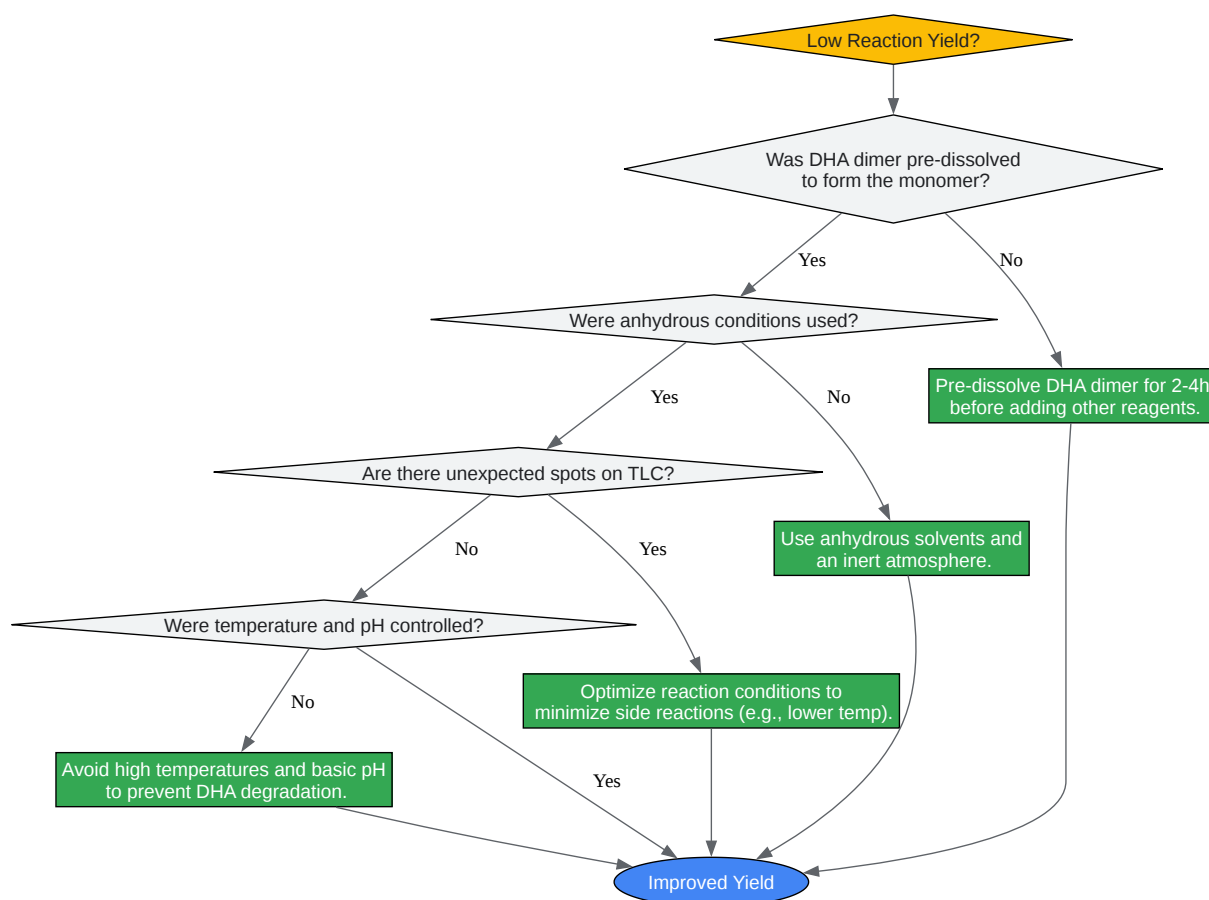 Low Reaction Yield?
Was DHA dimer pre-dissolved
to form the monomer?
Yes
No
Were anhydrous conditions used?
Pre-dissolve DHA dimer for 2-4h
before adding other reagents.
Yes
No
Are there unexpected spots on TLC?
Use anhydrous solvents and
an inert atmosphere.
No
Yes
Were temperature and pH controlled?
Optimize reaction conditions to
minimize side reactions (e.g., lower temp).
No
Yes
Avoid high temperatures and basic pH
to prevent DHA degradation.
Improved Yield